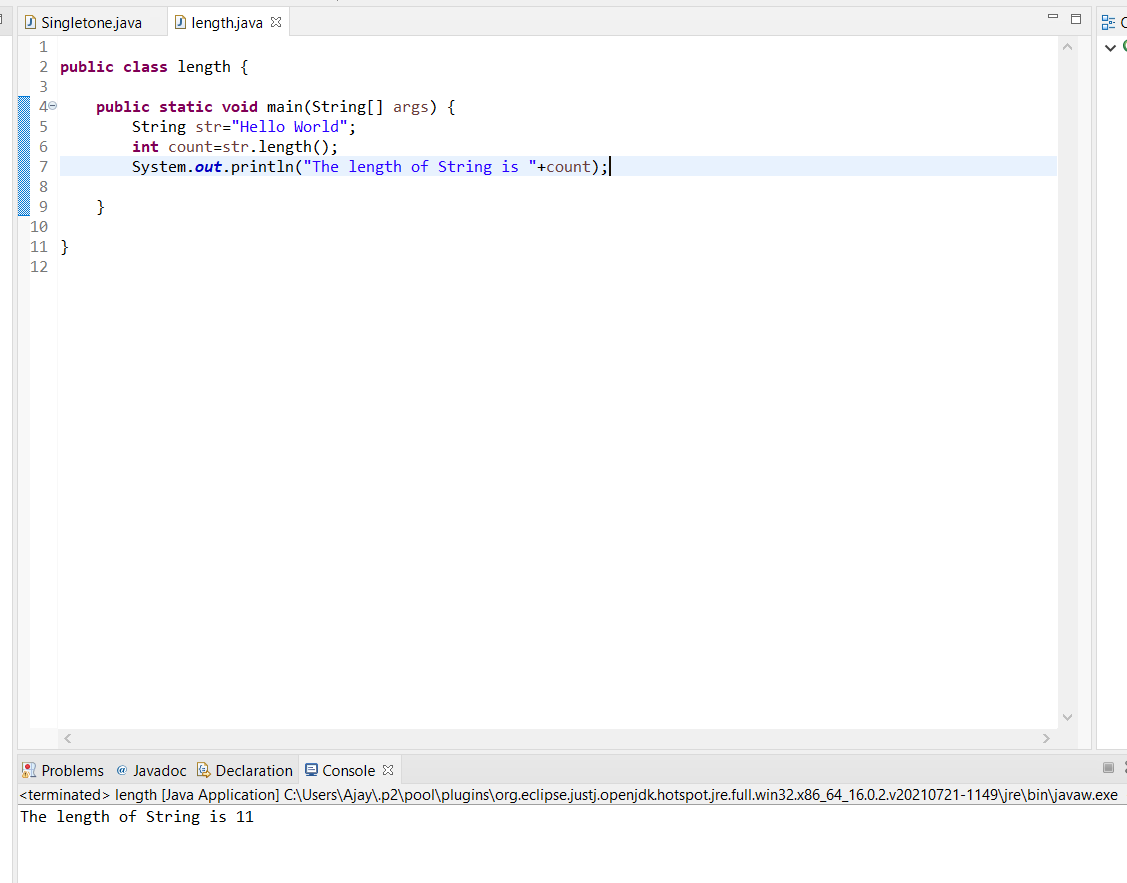 Singletone.java length.java
1
2 public class length {
3
4 public static void main(String[] args) {
5 String str="Hello World";
6 int count=str.length();
7 System.out.println("The length of String is "+count);
8
9 }
10
11 }
12
Problems @ Javadoc Declaration Console
<terminated> length [Java Application] C:\Users\Ajay\.p2\pool\plugins\org.eclipse.justj.openjdk.hotspot.jre.full.win32.x86_64_16.0.2.v20210721-1149\jre\bin\javaw.exe
The length of String is 11